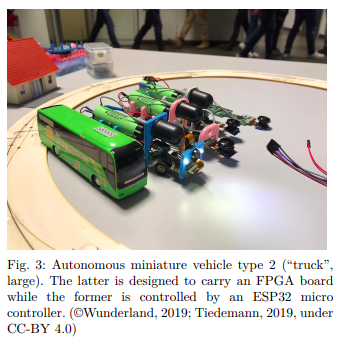 Fig. 3: Autonomous miniature vehicle type 2 (“truck”,
large). The latter is designed to carry an FPGA board
while the former is controlled by an ESP32 micro
controller. (©Wunderland, 2019; Tiedemann, 2019, under
CC-BY 4.0)